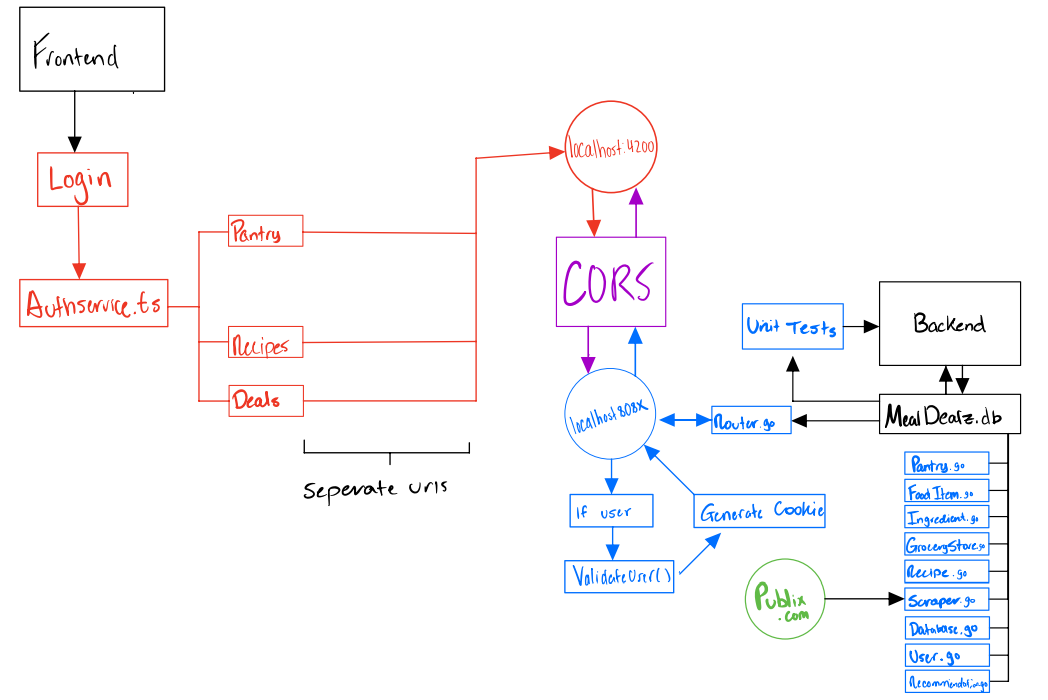 Frontend
Login
Authservice.ts
Pantry
Recipes
Deals
Seperate urls
localhost:4200
CORS
localhost808X
Router.go
If user
ValidateUser()
Generate Cookie
Unit Tests
Backend
MealDealz.db
Pantry.go
Food Item.go
Ingredient.go
GroceryStore.go
Recipe.go
Scraper.go
Database.go
User.go
Recommendation.go
Publix
.com